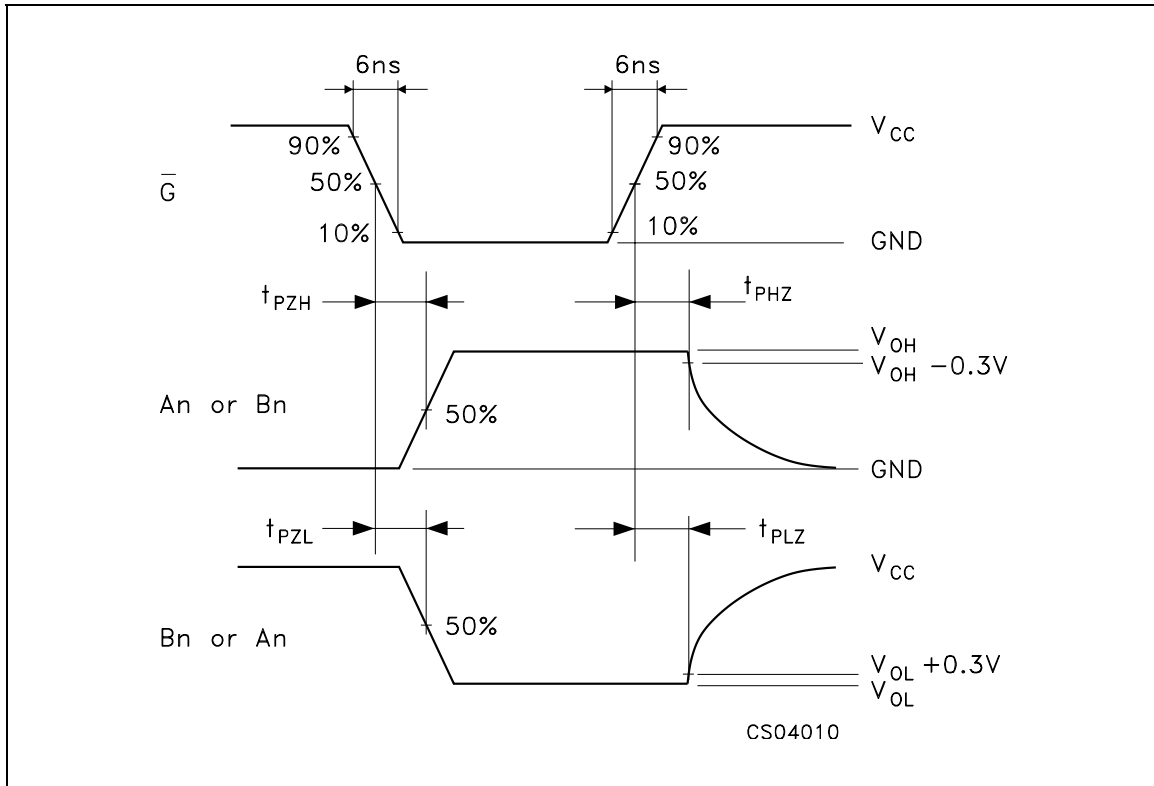 6ns 6ns
V_CC
90% 90%
G̅ 50% 50%
10% 10%
GND
t_PZH t_PHZ
V_OH
V_OH −0.3V
An or Bn 50%
GND
t_PZL t_PLZ
V_CC
Bn or An 50%
V_OL +0.3V
V_OL
CS04010